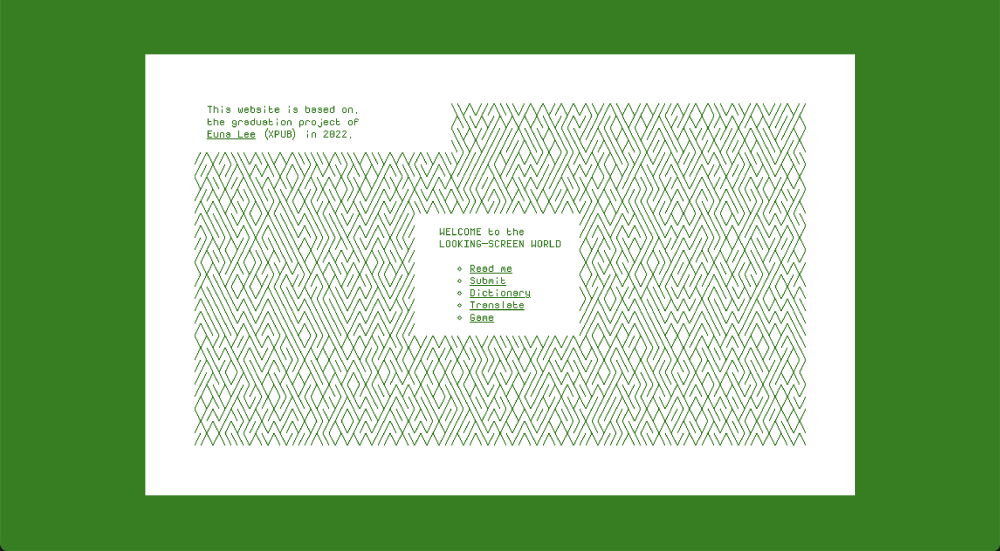 This website is based on,
the graduation project of
Euna Lee (XPUB) in 2022.
WELCOME to the
LOOKING-SCREEN WORLD
Read me
Submit
Dictionary
Translate
Game